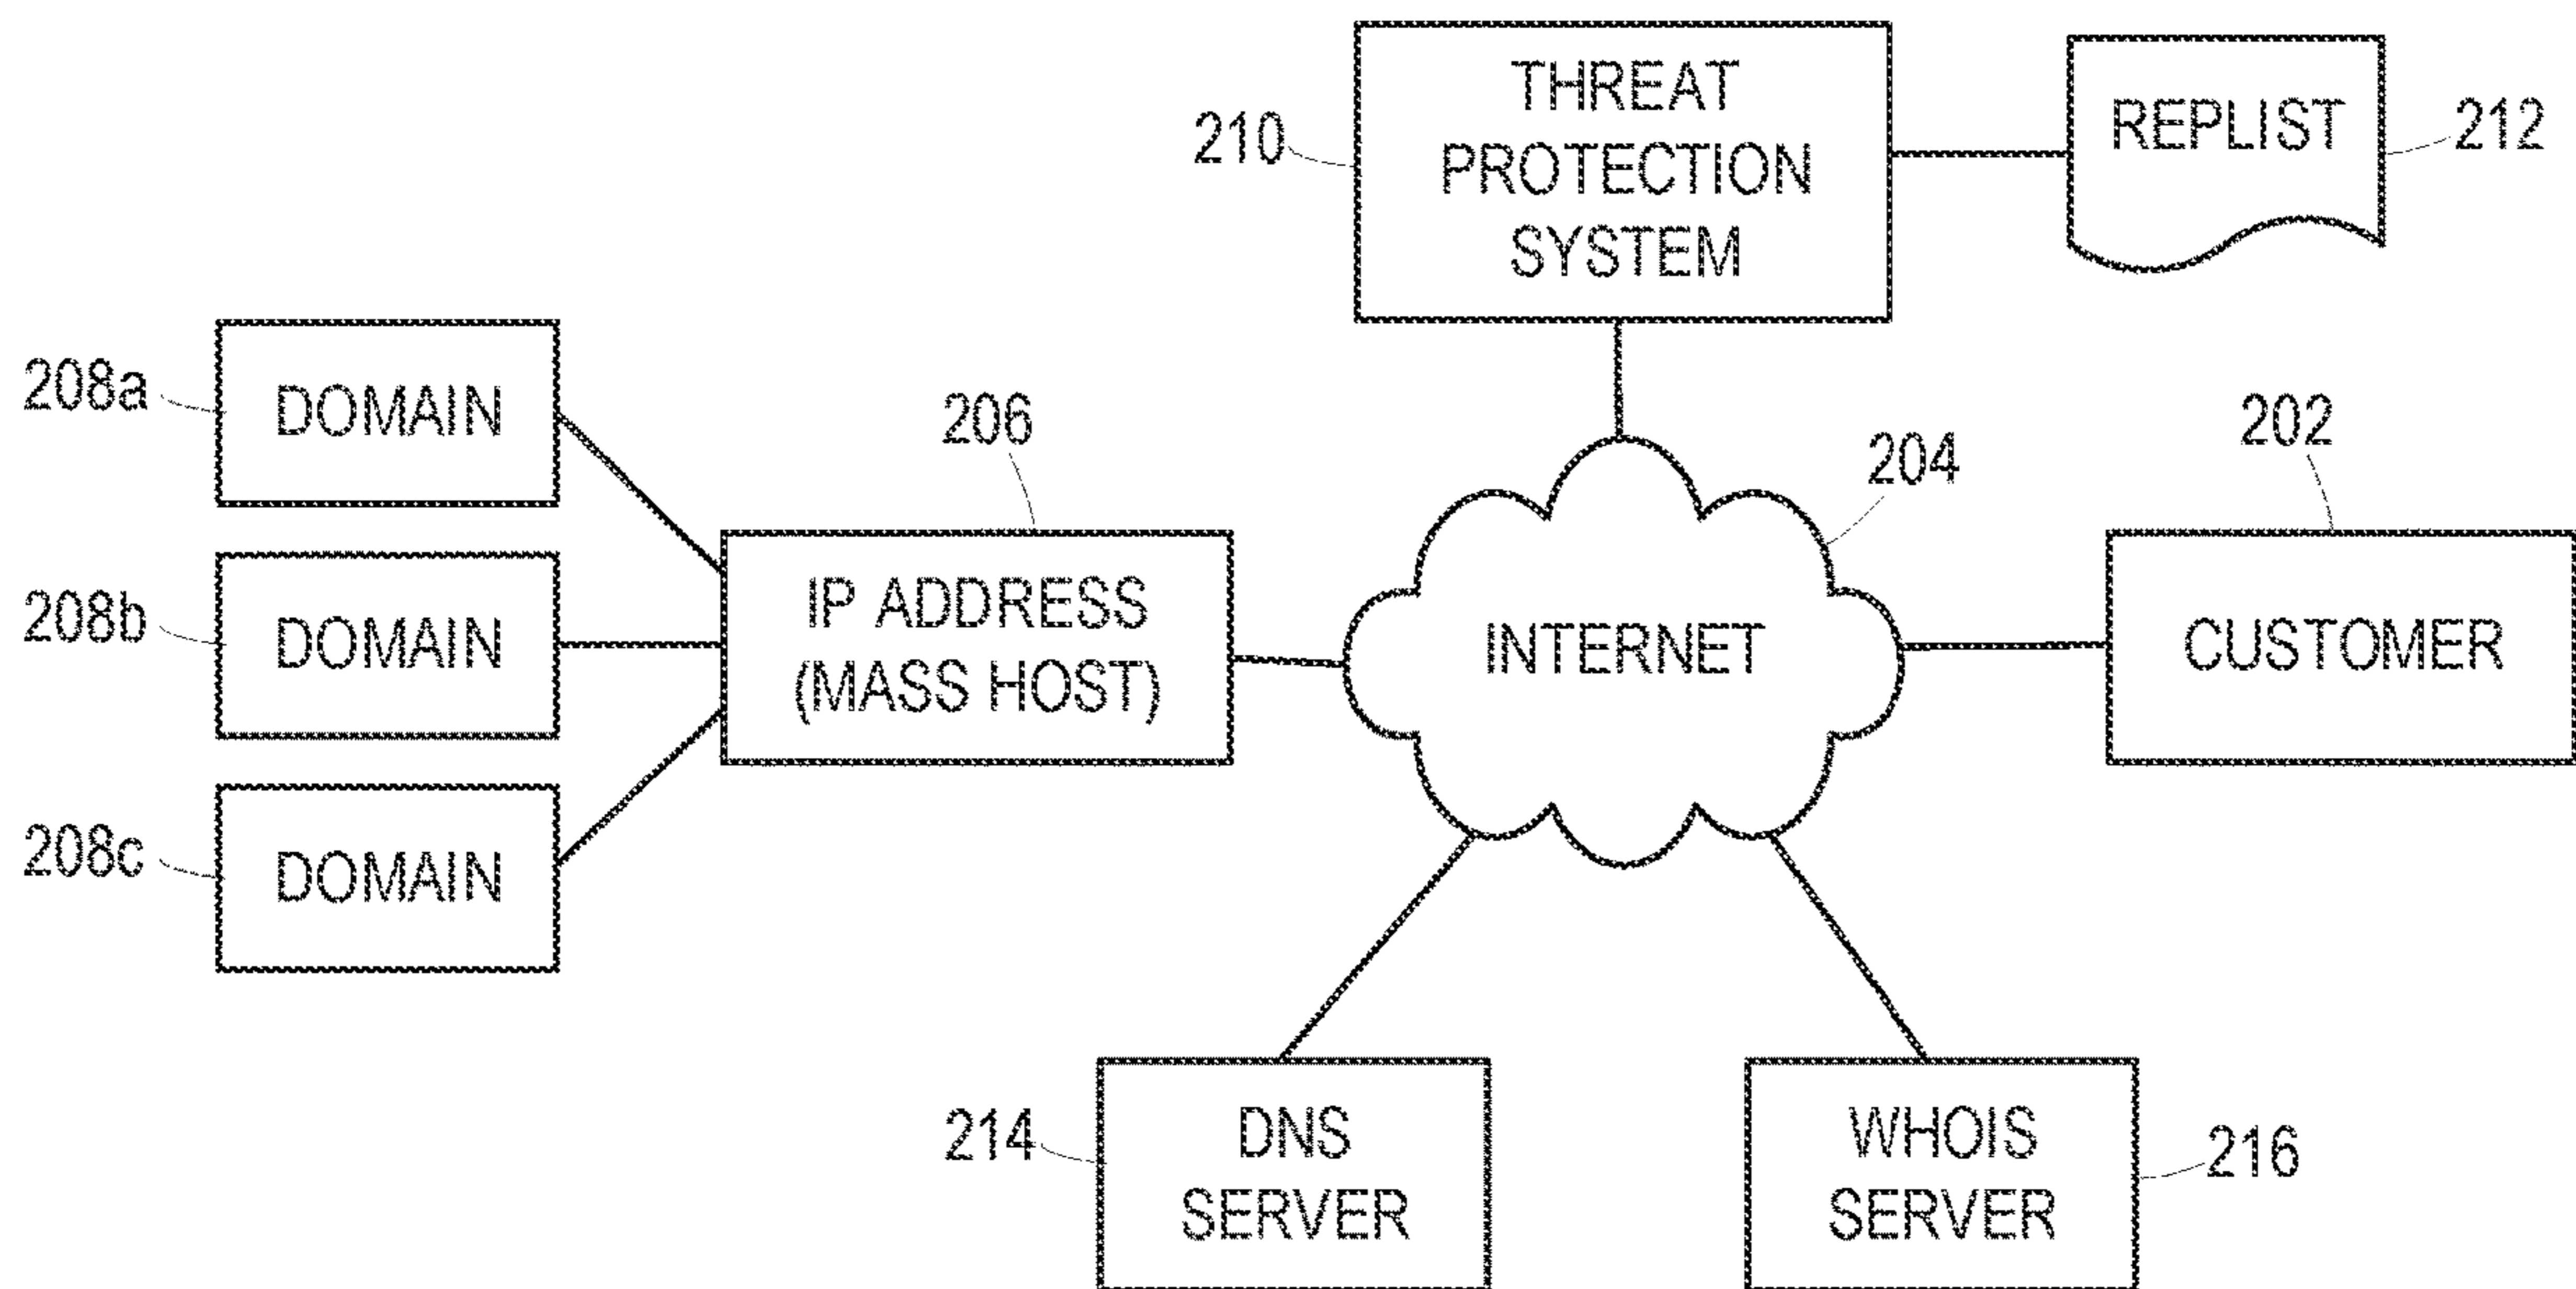 THREAT
PROTECTION
SYSTEM
210
REPLIST
212
208a
DOMAIN
206
204
202
208b
DOMAIN
IP ADDRESS
(MASS HOST)
INTERNET
CUSTOMER
208c
DOMAIN
214
DNS
SERVER
WHOIS
SERVER
216